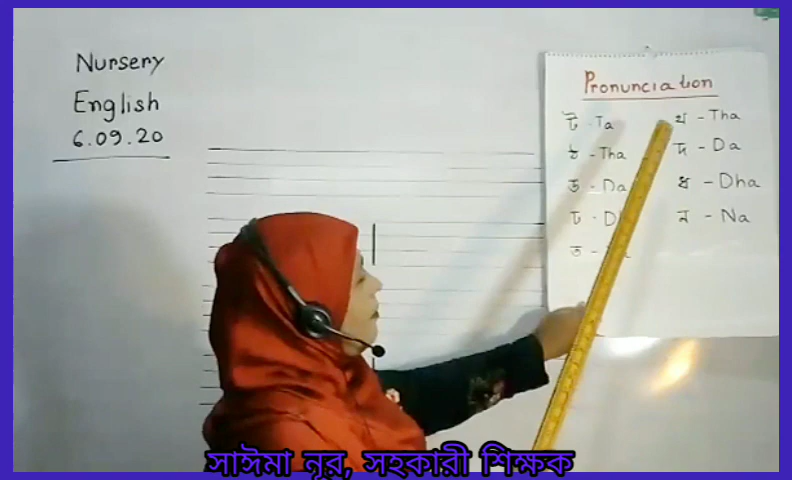 Nursery
English
6.09.20
Pronunciation
ট - Ta
ঠ - Tha
ড - Da
ঢ - D
ত -
থ - Tha
দ - Da
ধ - Dha
ন - Na
সাঈমা নূর, সহকারী শিক্ষক